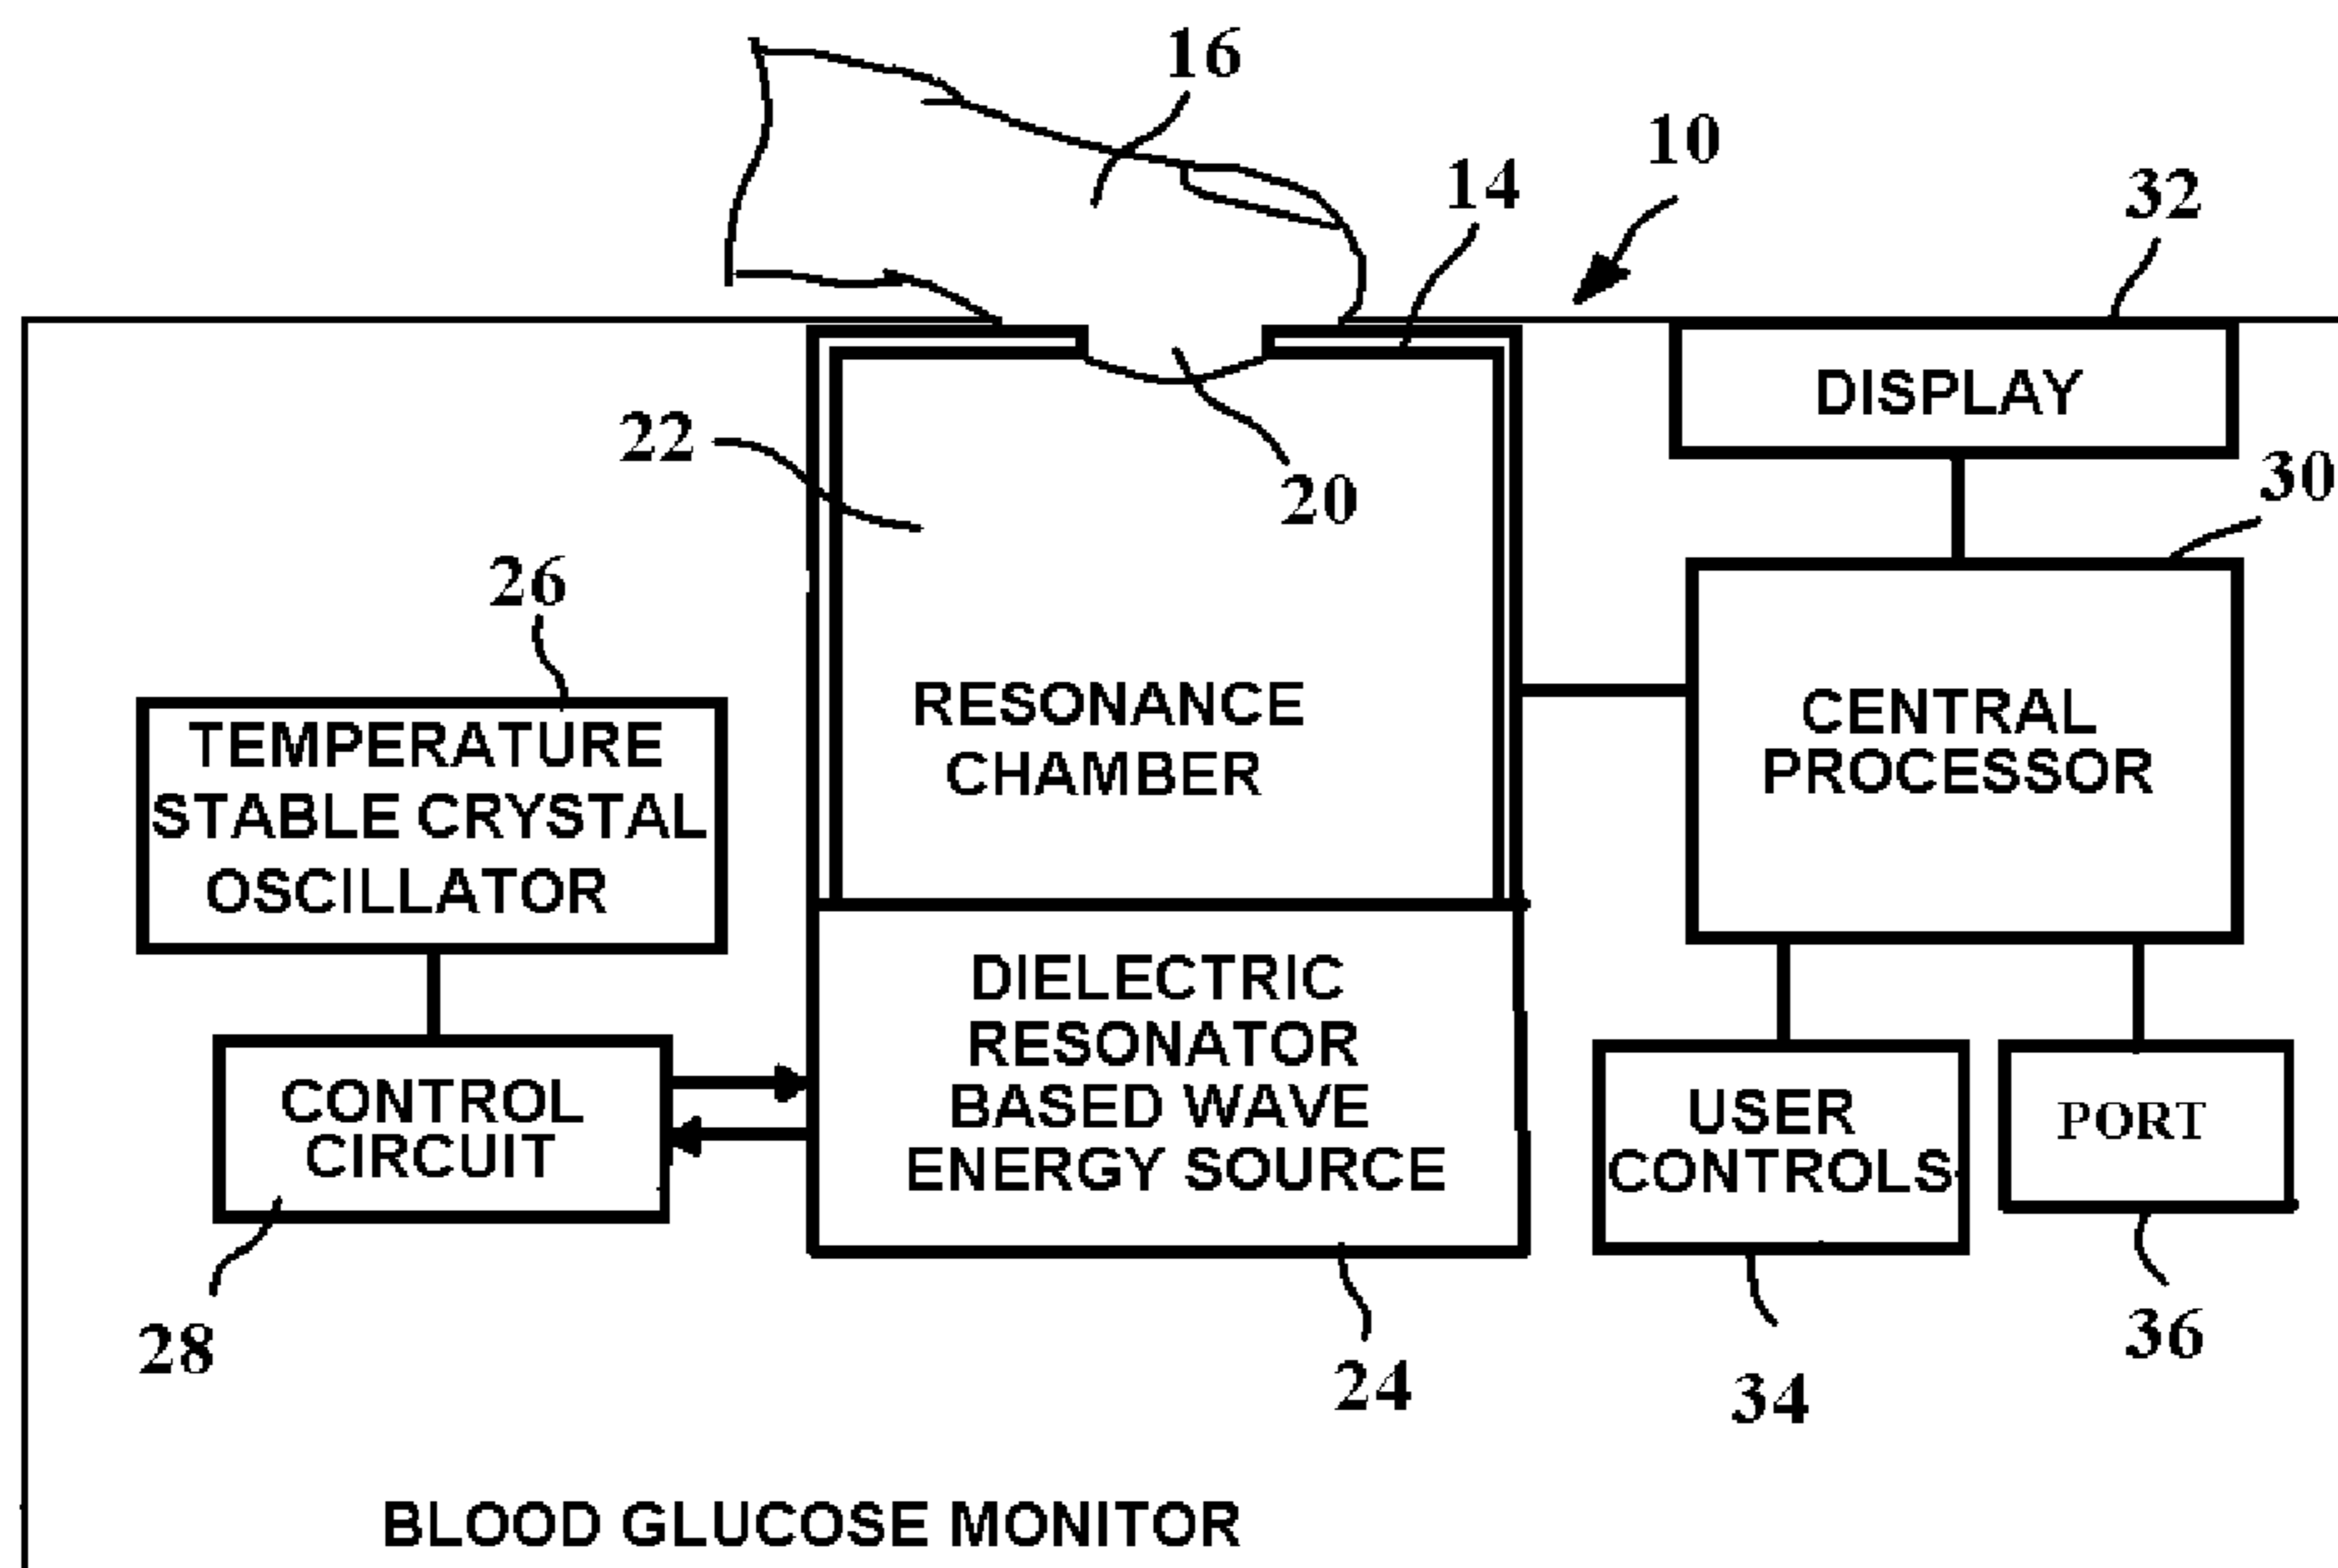 16
10
14
32
DISPLAY
22
20
30
26
RESONANCE
CHAMBER
CENTRAL
PROCESSOR
TEMPERATURE
STABLE CRYSTAL
OSCILLATOR
DIELECTRIC
RESONATOR
BASED WAVE
ENERGY SOURCE
CONTROL
CIRCUIT
USER
CONTROLS
PORT
28
24
34
36
BLOOD GLUCOSE MONITOR